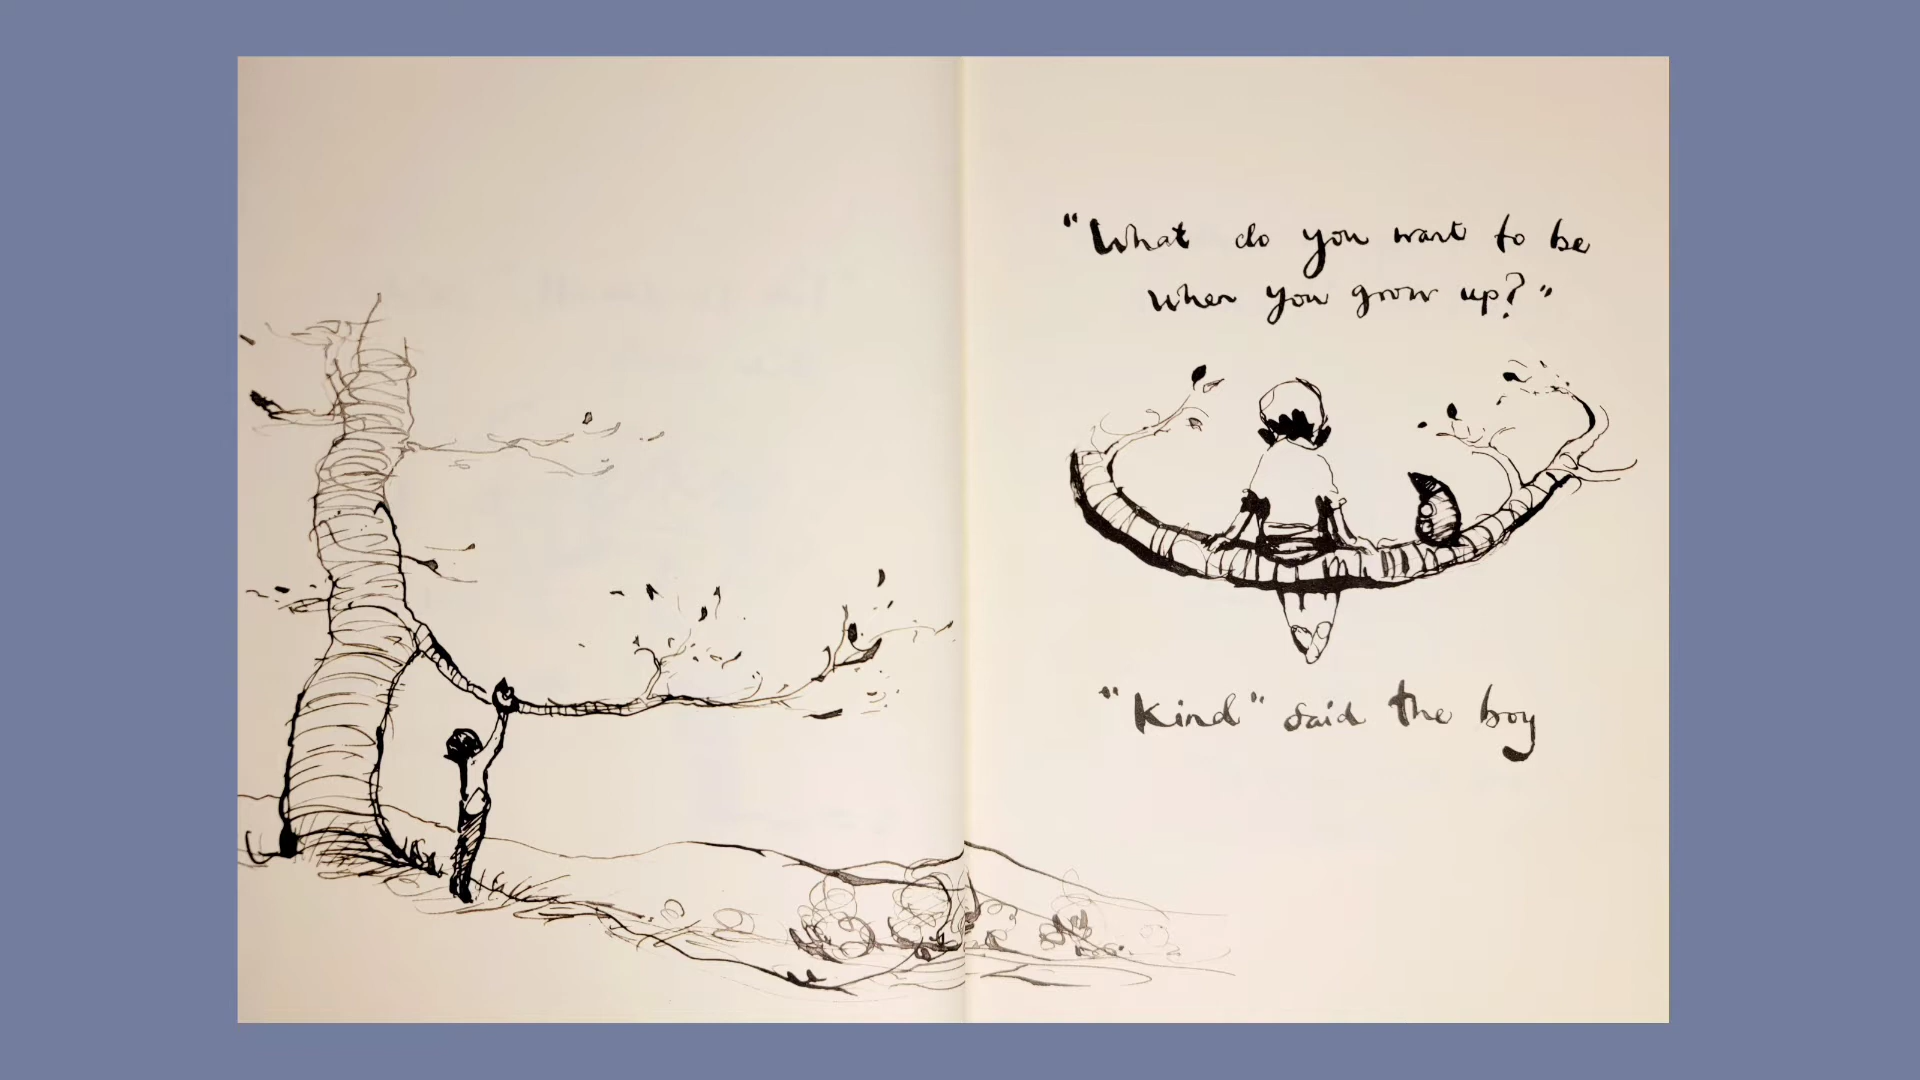 "What do you want to be
when you grow up?"
"Kind" said the boy